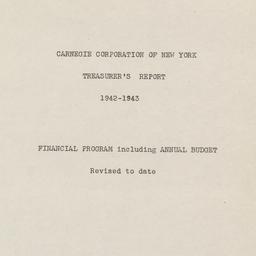 CARNEGIE CORPORATION OF NEW YORK
TREASURER'S REPORT
1942-1943
FINANCIAL PROGRAM including ANNUAL BUDGET
Revised to date